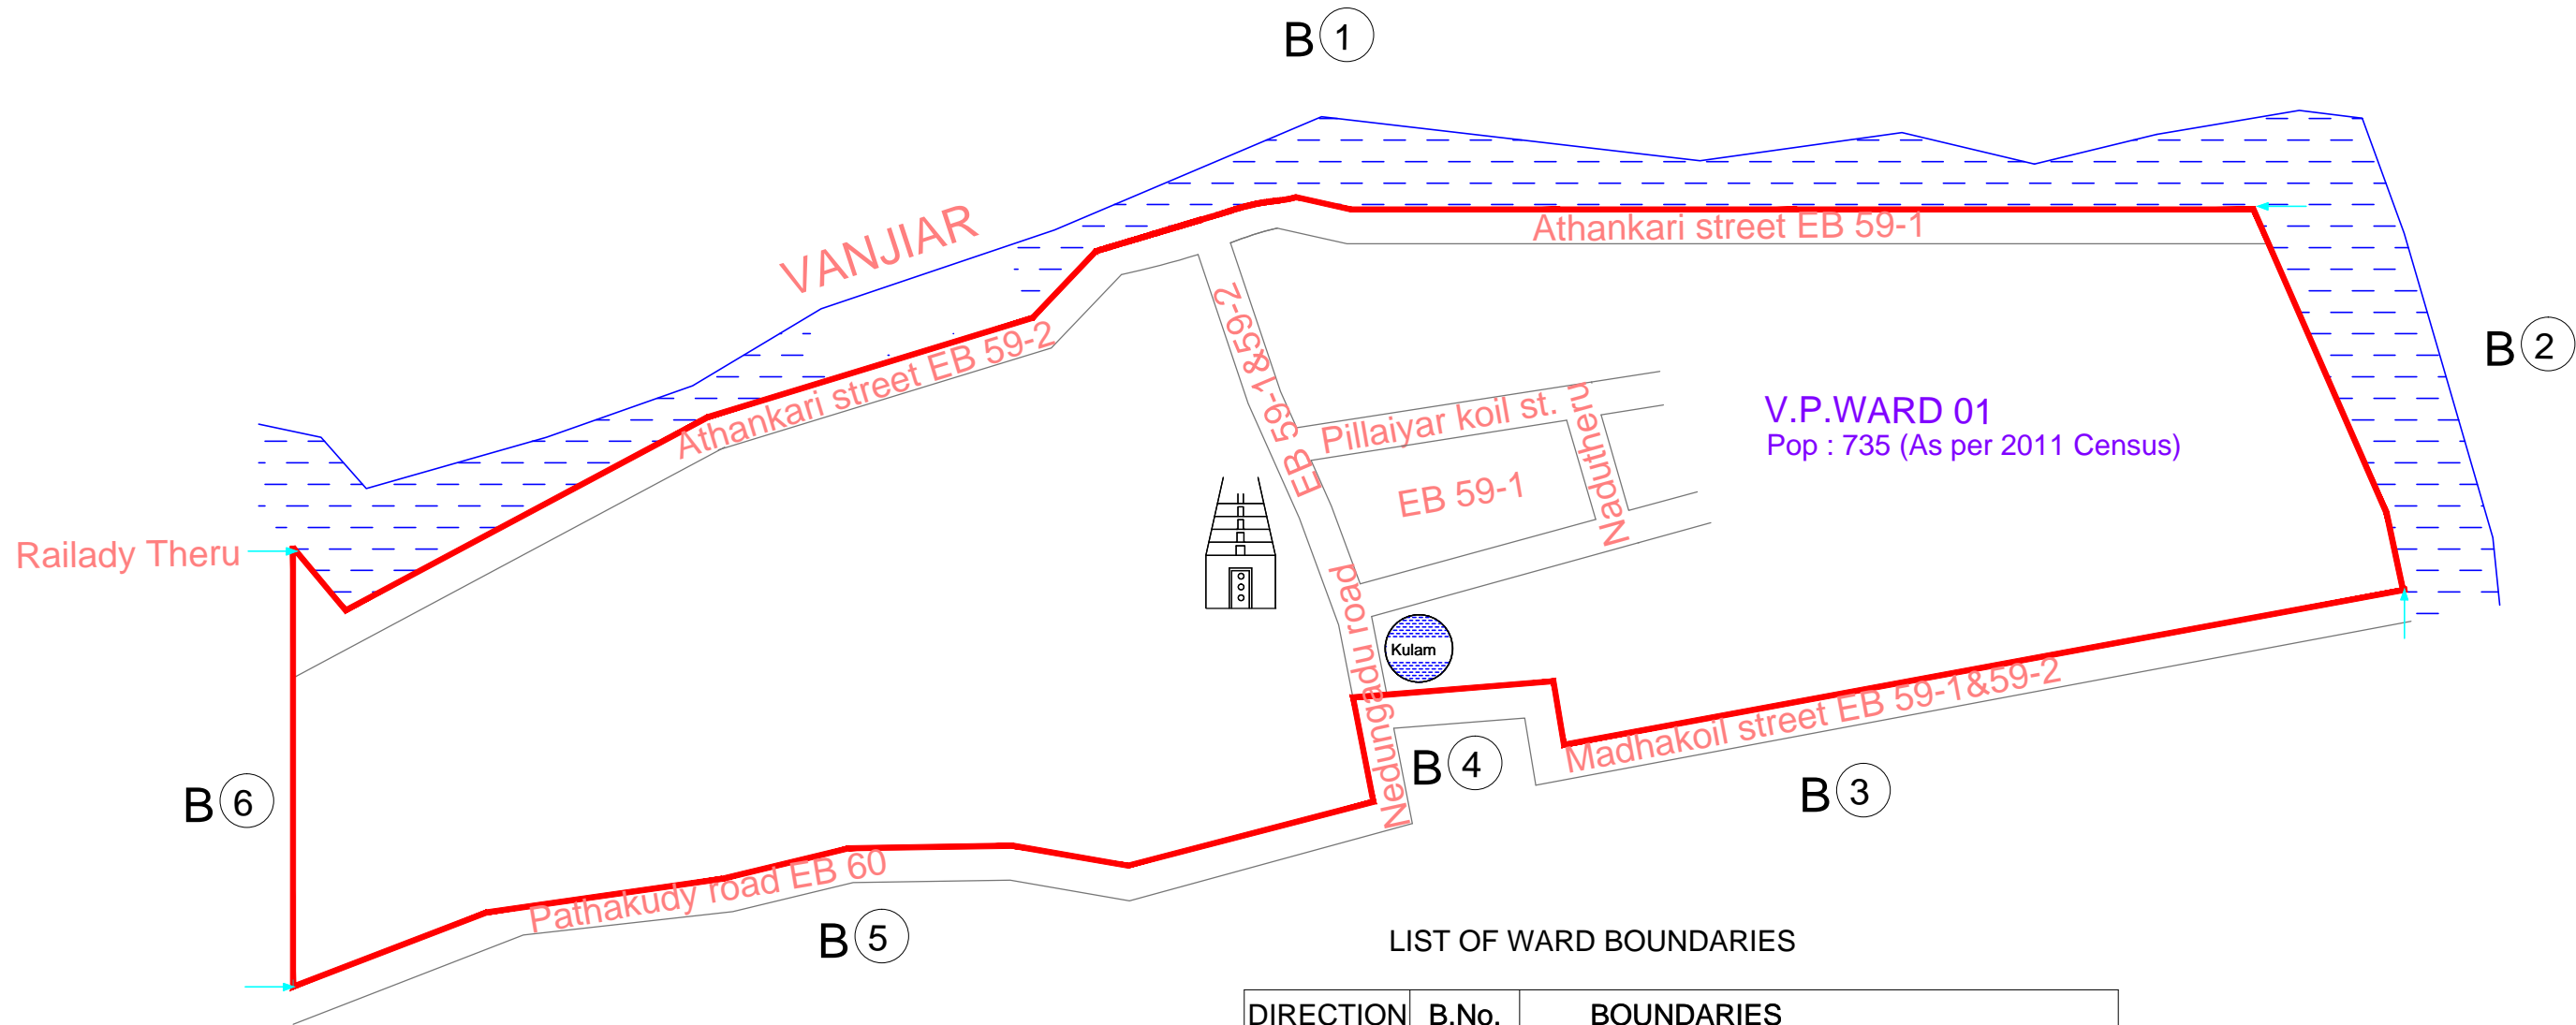 B 1
VANJIAR
Athankari street EB 59-1
EB 59-1&59-2
B 2
Athankari street EB 59-2
Pillaiyar koil st.
Nadutheru
V.P.WARD 01
Pop : 735 (As per 2011 Census)
EB 59-1
Railady Theru
Nedungadu road
Kulam
Madhakoil street EB 59-1&59-2
B 4
B 3
B 6
Pathakudy road EB 60
B 5
LIST OF WARD BOUNDARIES
DIRECTION B.No. BOUNDARIES